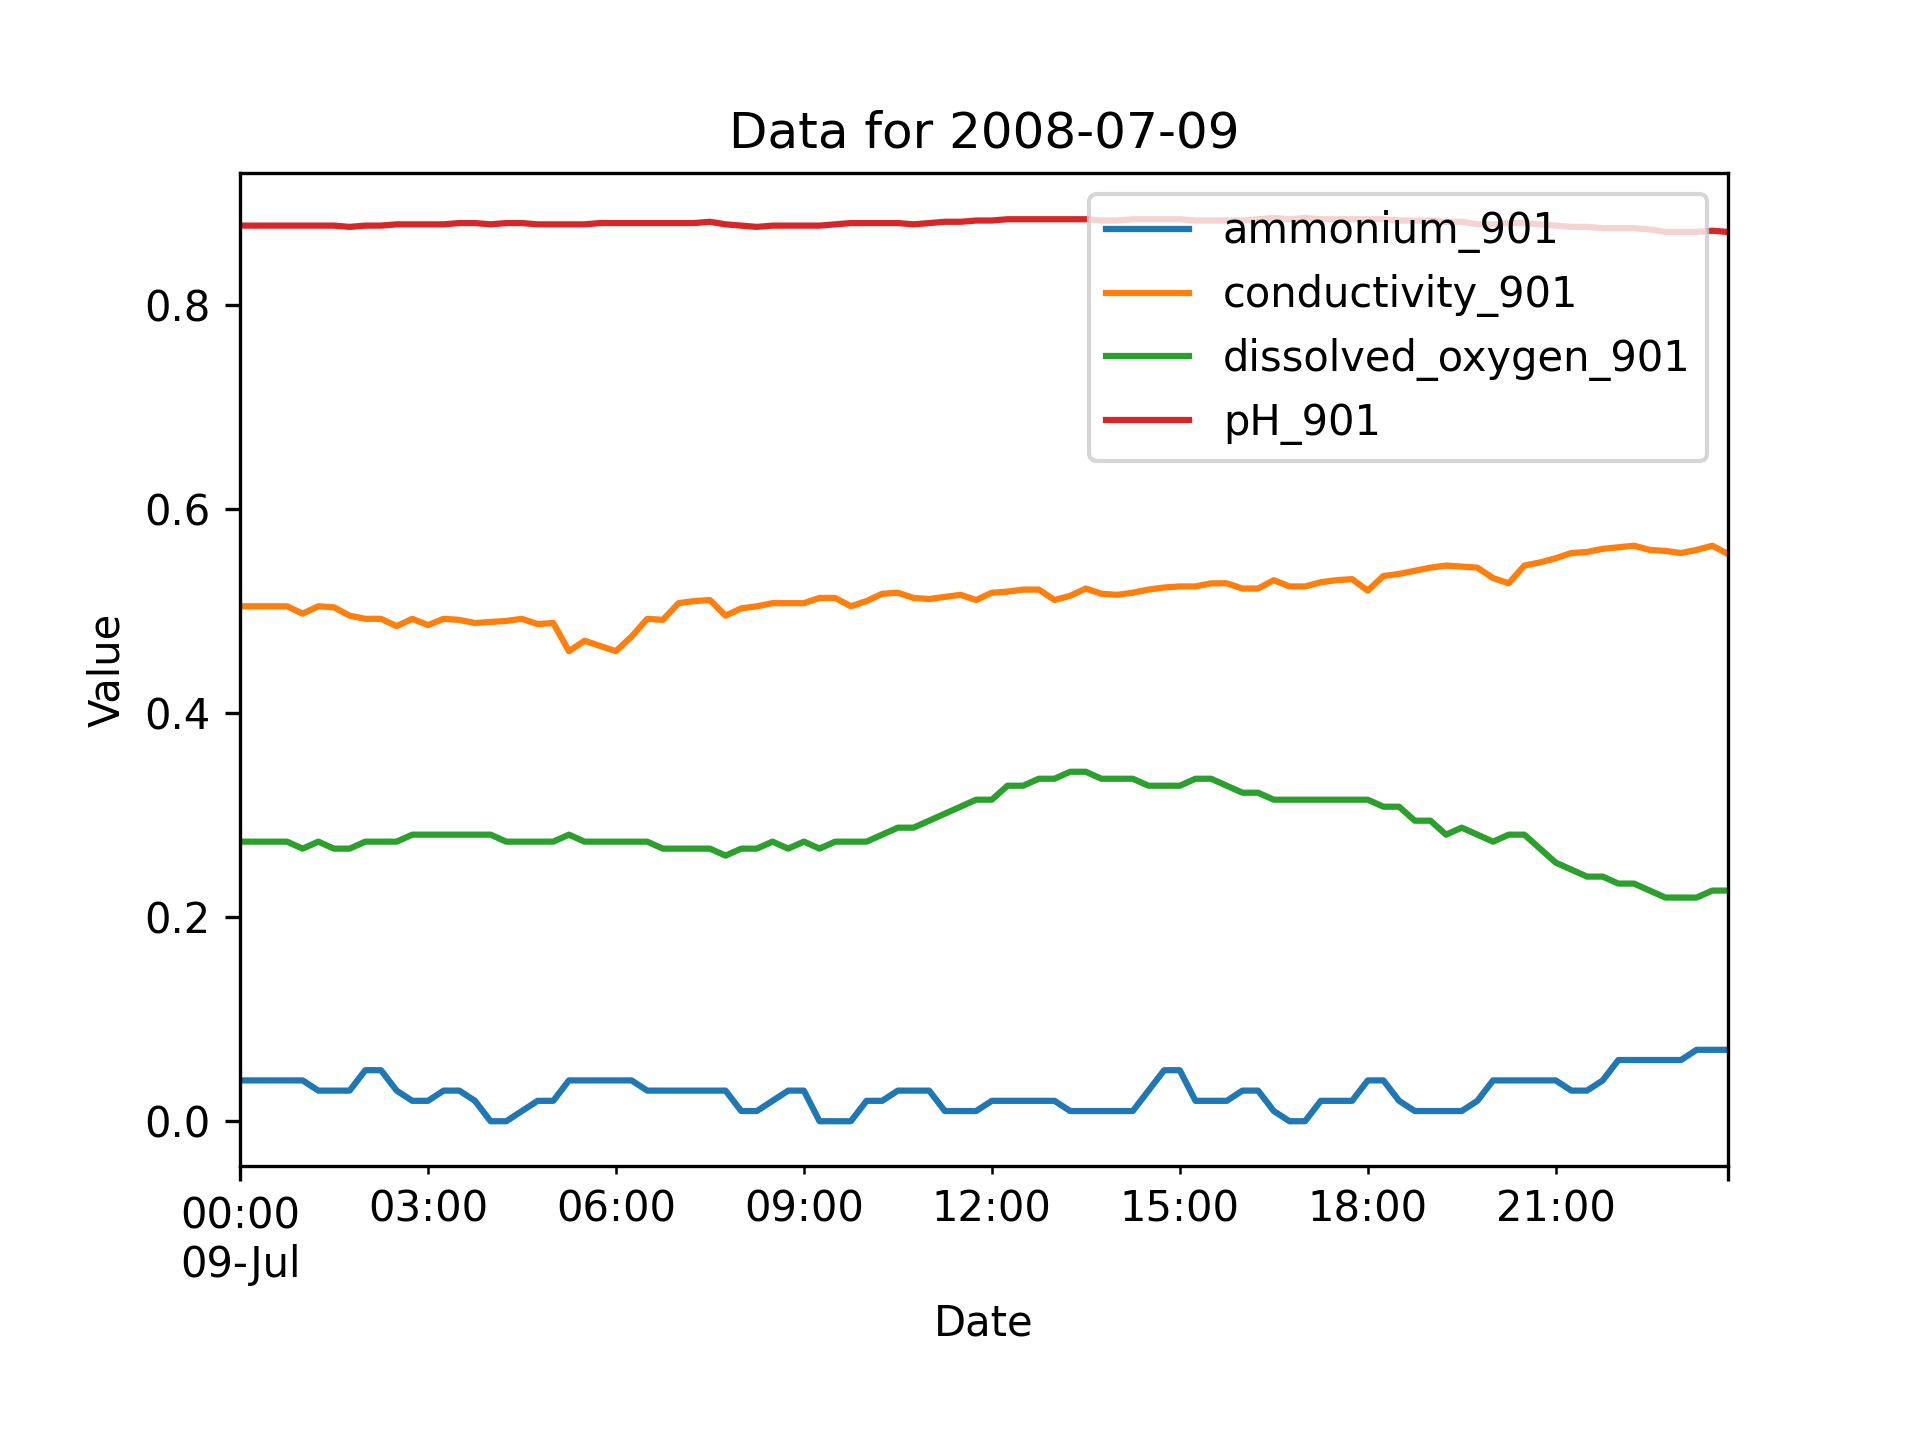 Data for 2008-07-09
ammonium_901
conductivity_901
dissolved_oxygen_901
pH_901
Value
0.8
0.6
0.4
0.2
0.0
00:00 03:00 06:00 09:00 12:00 15:00 18:00 21:00
09-Jul
Date